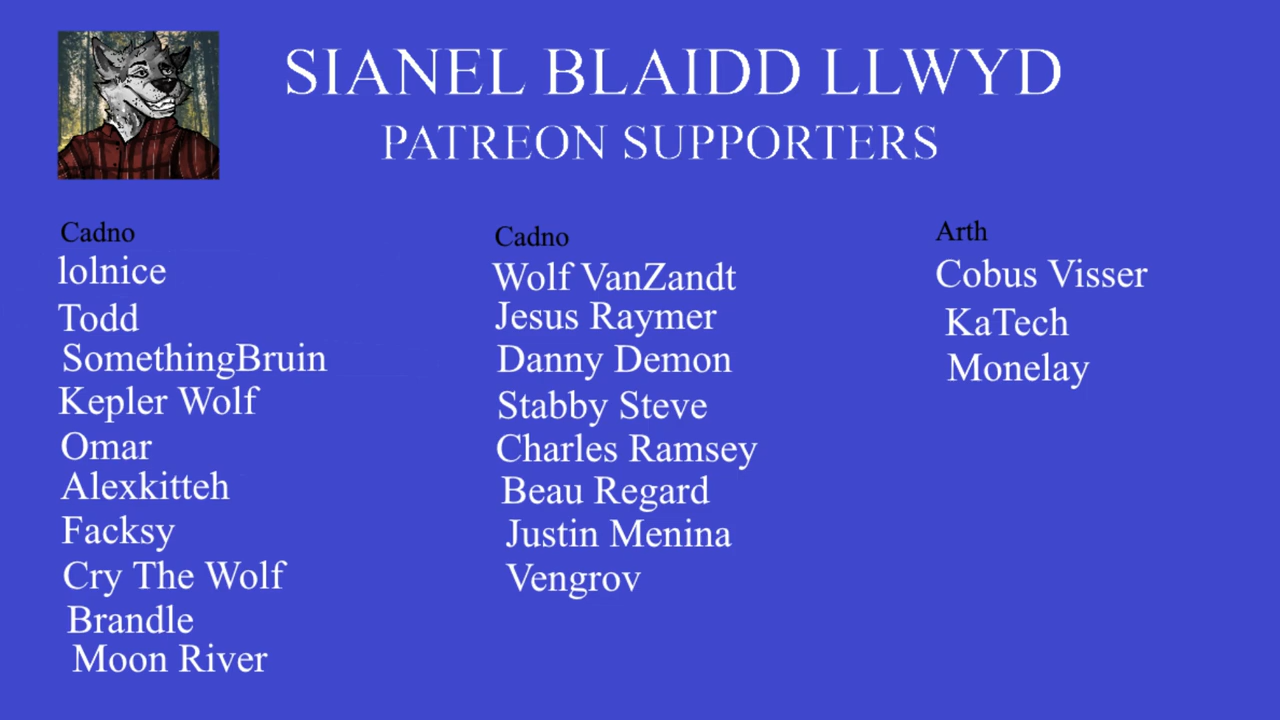 SIANEL BLAIDD LLWYD
PATREON SUPPORTERS
Cadno
lolnice
Todd
SomethingBruin
Kepler Wolf
Omar
Alexkitteh
Facksy
Cry The Wolf
Brandle
Moon River
Cadno
Wolf VanZandt
Jesus Raymer
Danny Demon
Stabby Steve
Charles Ramsey
Beau Regard
Justin Menina
Vengrov
Arth
Cobus Visser
KaTech
Monelay